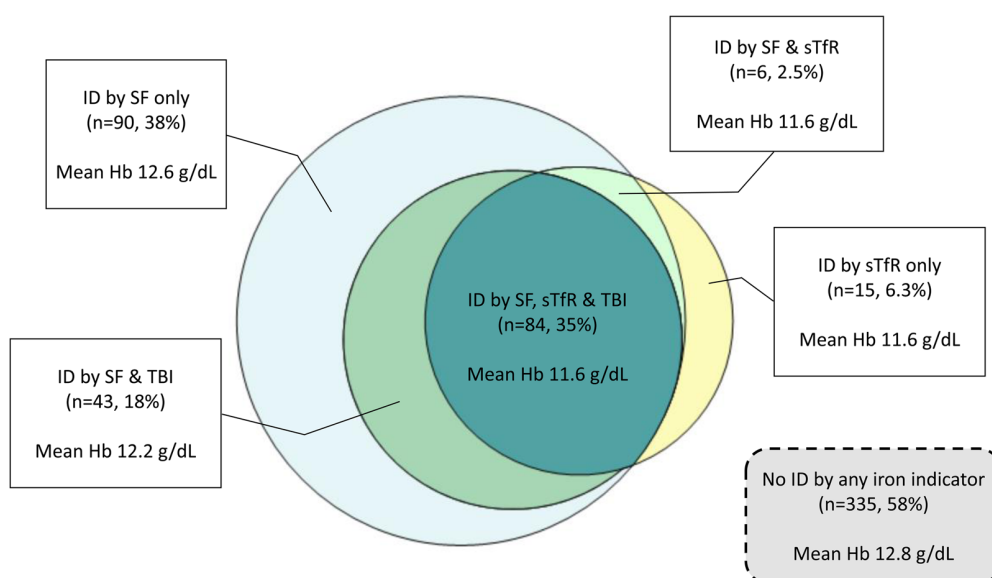 ID by SF only
(n=90, 38%)
Mean Hb 12.6 g/dL
ID by SF & sTfR
(n=6, 2.5%)
Mean Hb 11.6 g/dL
ID by sTfR only
(n=15, 6.3%)
Mean Hb 11.6 g/dL
ID by SF, sTfR & TBI
(n=84, 35%)
Mean Hb 11.6 g/dL
ID by SF & TBI
(n=43, 18%)
Mean Hb 12.2 g/dL
No ID by any iron indicator
(n=335, 58%)
Mean Hb 12.8 g/dL